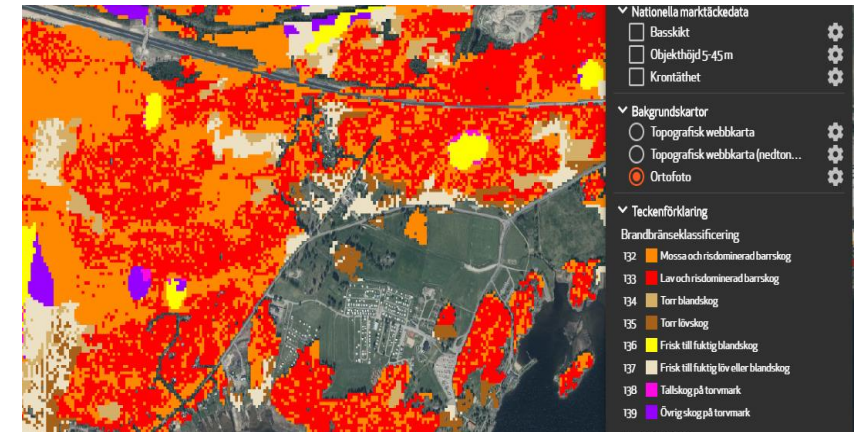 Nationella marktäckedata
Basskikt
Objekthöjd 5-45 m
Krontäthet
Bakgrundskartor
Topografisk webbkarta
Topografisk webbkarta (nedton...
Ortofoto
Teckenförklaring
Brandbränseklassificering
132 Mossa och risdominerad barrskog
133 Lav och risdominerad barrskog
134 Torr blandskog
135 Torr lövskog
136 Frisk till fuktig blandskog
137 Frisk till fuktig löv eller blandskog
138 Tallskog på torvmark
139 Övrig skog på torvmark